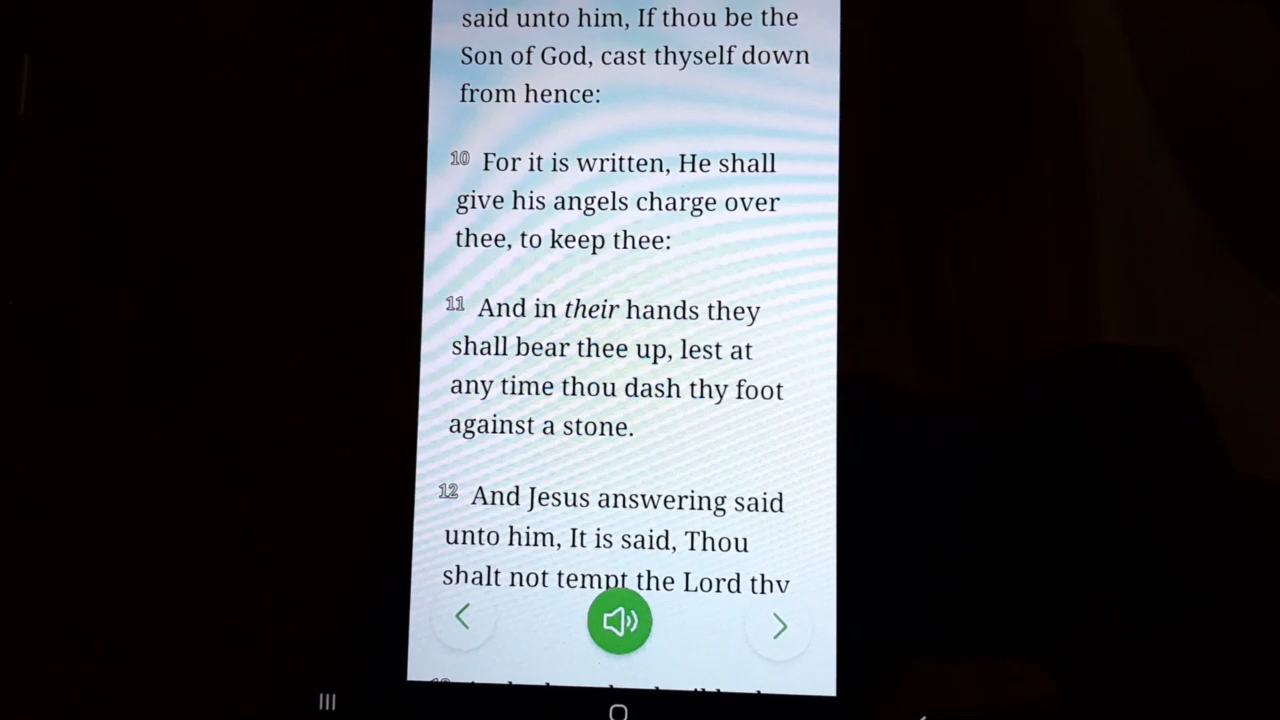 said unto him, If thou be the
Son of God, cast thyself down
from hence:
10 For it is written, He shall
give his angels charge over
thee, to keep thee:
11 And in their hands they
shall bear thee up, lest at
any time thou dash thy foot
against a stone.
12 And Jesus answering said
unto him, It is said, Thou
shalt not tempt the Lord thy